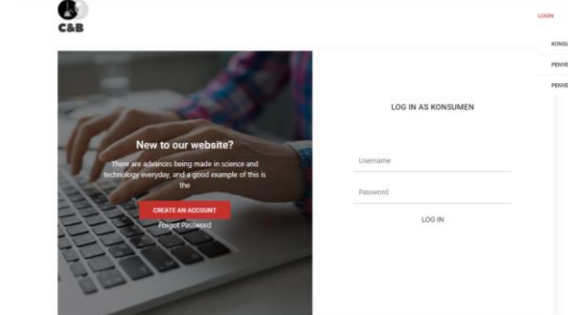 C&B
LOGIN
KONSU
PENYE
PENYE
New to our website?
There are advances being made in science and
technology everyday, and a good example of this is
the
CREATE AN ACCOUNT
Forgot Password
LOG IN AS KONSUMEN
Username
Password
LOG IN